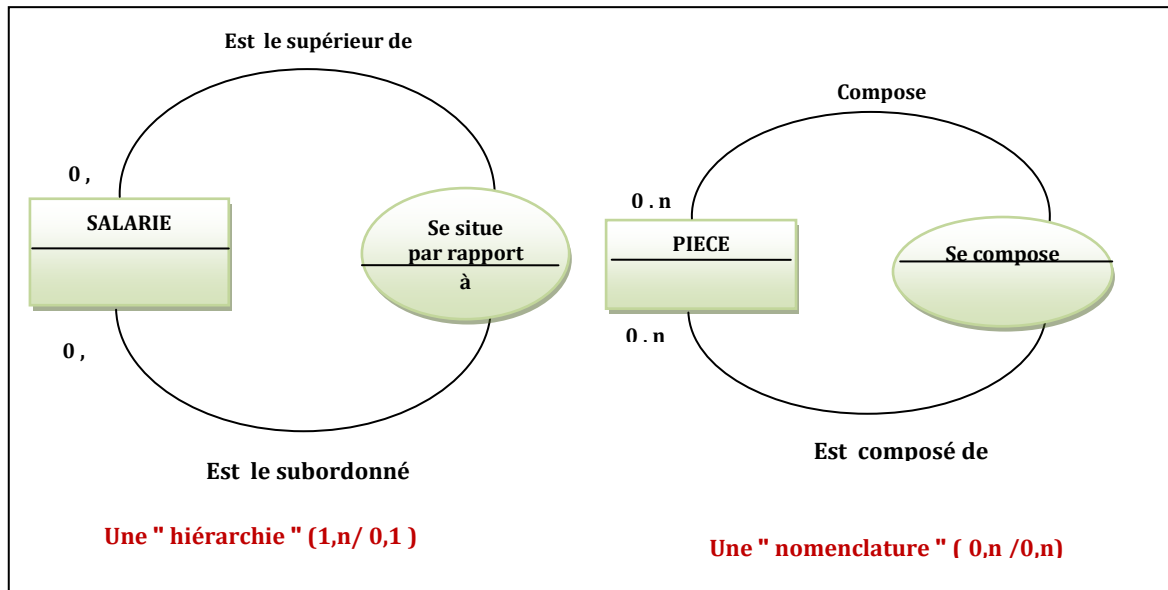 Est le supérieur de
0 ,
SALARIE
Se situe
par rapport
à
0 ,
Est le subordonné
Une " hiérarchie " (1,n/ 0,1 )
Compose
0 . n
PIECE
Se compose
0 . n
Est composé de
Une " nomenclature " ( 0,n /0,n)